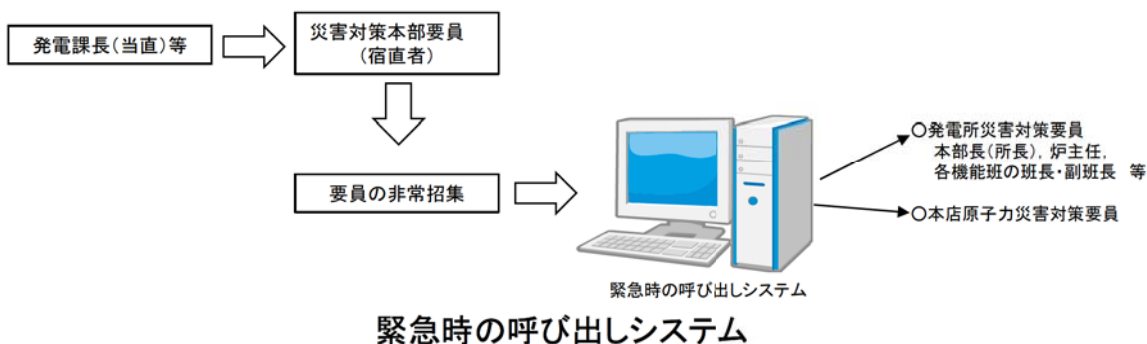 発電課長(当直)等
災害対策本部要員
(宿直者)
要員の非常招集
○発電所災害対策要員
本部長(所長), 炉主任,
各機能班の班長・副班長 等
○本店原子力災害対策要員
緊急時の呼び出しシステム
緊急時の呼び出しシステム